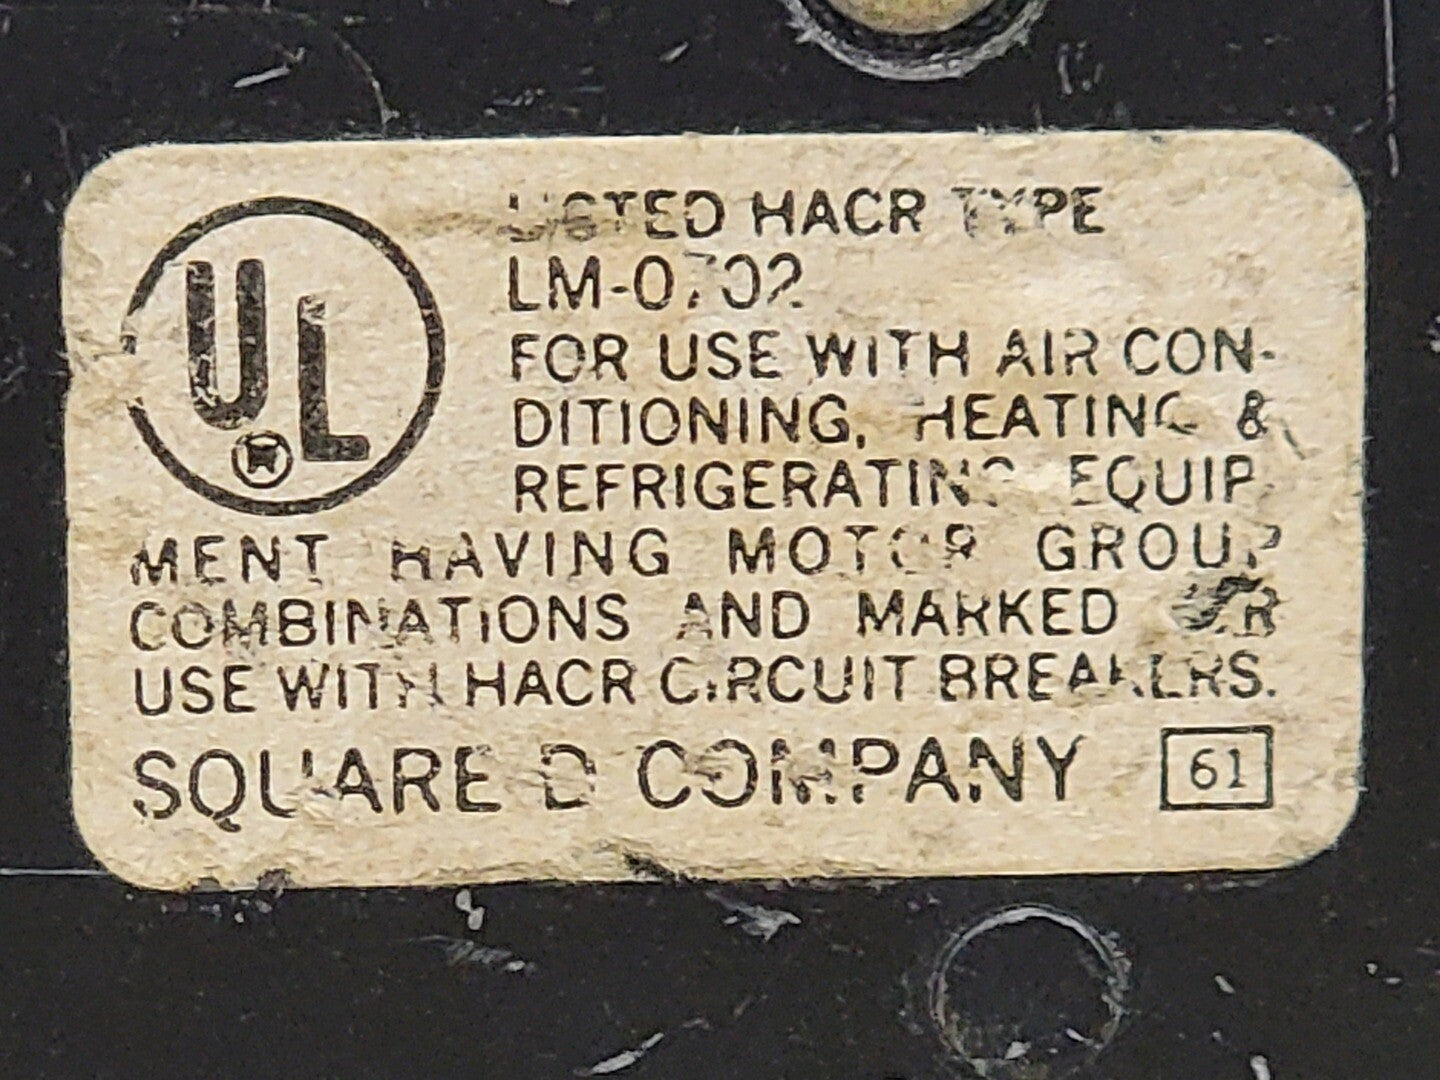 UL
LISTED HACR TYPE
LM-0702
FOR USE WITH AIR CON-
DITIONING, HEATING &
REFRIGERATING EQUIP-
MENT HAVING MOTOR GROUP
COMBINATIONS AND MARKED FOR
USE WITH HACR CIRCUIT BREAKERS.
SQUARE D COMPANY 61